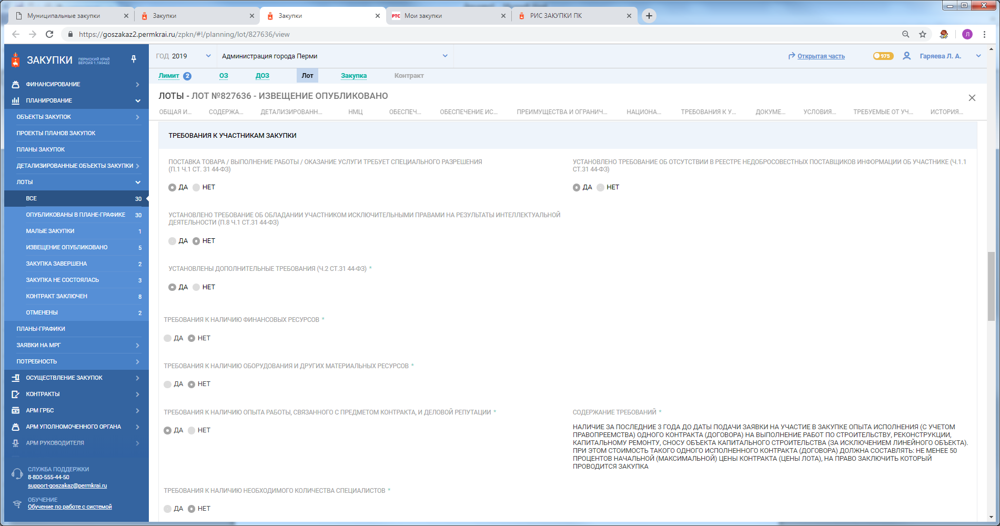 Муниципальные закупки
Закупки
Закупки
РТС Мои закупки
РИС ЗАКУПКИ ПК
https://goszakaz2.permkrai.ru/zpkn/#!/planning/lot/827636/view
Л
ЗАКУПКИ
ПЕРМСКИЙ КРАЙ
ВЕРСИЯ 1.190422
ГОД 2019
Администрация города Перми
Открытая часть
975
Гаряева Л. А.
Лимит 2 ОЗ ДОЗ Лот Закупка Контракт
ЛОТЫ - ЛОТ №827636 - ИЗВЕЩЕНИЕ ОПУБЛИКОВАНО
ОБЩАЯ И... СОДЕРЖА... ДЕТАЛИЗИРОВАНН... НМЦ ОБЕСПЕЧ... ОБЕСПЕЧЕНИЕ ИС... ПРЕИМУЩЕСТВА И ОГРАНИЧ... НАЦИОНА... ТРЕБОВАНИЯ К У... ДОКУМЕ... УСЛОВИЯ... ТРЕБУЕМЫЕ ОТ УЧ... ИСТОРИЯ...
ФИНАНСИРОВАНИЕ
ПЛАНИРОВАНИЕ
ОБЪЕКТЫ ЗАКУПОК
ПРОЕКТЫ ПЛАНОВ ЗАКУПОК
ПЛАНЫ ЗАКУПОК
ДЕТАЛИЗИРОВАННЫЕ ОБЪЕКТЫ ЗАКУПКИ
ЛОТЫ
ВСЕ 30
ОПУБЛИКОВАНЫ В ПЛАНЕ-ГРАФИКЕ 30
МАЛЫЕ ЗАКУПКИ 1
ИЗВЕЩЕНИЕ ОПУБЛИКОВАНО 5
ЗАКУПКА ЗАВЕРШЕНА 2
ЗАКУПКА НЕ СОСТОЯЛАСЬ 3
КОНТРАКТ ЗАКЛЮЧЕН 8
ОТМЕНЕНЫ 2
ПЛАНЫ-ГРАФИКИ
ЗАЯВКИ НА МРГ
ПОТРЕБНОСТЬ
ОСУЩЕСТВЛЕНИЕ ЗАКУПОК
КОНТРАКТЫ
АРМ ГРБС
АРМ УПОЛНОМОЧЕННОГО ОРГАНА
АРМ РУКОВОДИТЕЛЯ
СЛУЖБА ПОДДЕРЖКИ
8-800-555-44-50
support-goszakaz@permkrai.ru
ОБУЧЕНИЕ
Обучение по работе с системой
ТРЕБОВАНИЯ К УЧАСТНИКАМ ЗАКУПКИ
ПОСТАВКА ТОВАРА / ВЫПОЛНЕНИЕ РАБОТЫ / ОКАЗАНИЕ УСЛУГИ ТРЕБУЕТ СПЕЦИАЛЬНОГО РАЗРЕШЕНИЯ
(П.1 Ч.1 СТ. 31 44-ФЗ)
ДА НЕТ
УСТАНОВЛЕНО ТРЕБОВАНИЕ ОБ ОТСУТСТВИИ В РЕЕСТРЕ НЕДОБРОСОВЕСТНЫХ ПОСТАВЩИКОВ ИНФОРМАЦИИ ОБ УЧАСТНИКЕ (Ч.1.1
СТ.31 44-ФЗ)
ДА НЕТ
УСТАНОВЛЕНО ТРЕБОВАНИЕ ОБ ОБЛАДАНИИ УЧАСТНИКОМ ИСКЛЮЧИТЕЛЬНЫМИ ПРАВАМИ НА РЕЗУЛЬТАТЫ ИНТЕЛЛЕКТУАЛЬНОЙ
ДЕЯТЕЛЬНОСТИ (П.8 Ч.1 СТ.31 44-ФЗ)
ДА НЕТ
УСТАНОВЛЕНЫ ДОПОЛНИТЕЛЬНЫЕ ТРЕБОВАНИЯ (Ч.2 СТ.31 44-ФЗ) *
ДА НЕТ
ТРЕБОВАНИЯ К НАЛИЧИЮ ФИНАНСОВЫХ РЕСУРСОВ *
ДА НЕТ
ТРЕБОВАНИЯ К НАЛИЧИЮ ОБОРУДОВАНИЯ И ДРУГИХ МАТЕРИАЛЬНЫХ РЕСУРСОВ *
ДА НЕТ
ТРЕБОВАНИЯ К НАЛИЧИЮ ОПЫТА РАБОТЫ, СВЯЗАННОГО С ПРЕДМЕТОМ КОНТРАКТА, И ДЕЛОВОЙ РЕПУТАЦИИ *
ДА НЕТ
СОДЕРЖАНИЕ ТРЕБОВАНИЙ *
НАЛИЧИЕ ЗА ПОСЛЕДНИЕ 3 ГОДА ДО ДАТЫ ПОДАЧИ ЗАЯВКИ НА УЧАСТИЕ В ЗАКУПКЕ ОПЫТА ИСПОЛНЕНИЯ (С УЧЕТОМ
ПРАВОПРЕЕМСТВА) ОДНОГО КОНТРАКТА (ДОГОВОРА) НА ВЫПОЛНЕНИЕ РАБОТ ПО СТРОИТЕЛЬСТВУ, РЕКОНСТРУКЦИИ,
КАПИТАЛЬНОМУ РЕМОНТУ, СНОСУ ОБЪЕКТА КАПИТАЛЬНОГО СТРОИТЕЛЬСТВА (ЗА ИСКЛЮЧЕНИЕМ ЛИНЕЙНОГО ОБЪЕКТА).
ПРИ ЭТОМ СТОИМОСТЬ ТАКОГО ОДНОГО ИСПОЛНЕННОГО КОНТРАКТА (ДОГОВОРА) ДОЛЖНА СОСТАВЛЯТЬ: НЕ МЕНЕЕ 50
ПРОЦЕНТОВ НАЧАЛЬНОЙ (МАКСИМАЛЬНОЙ) ЦЕНЫ КОНТРАКТА (ЦЕНЫ ЛОТА), НА ПРАВО ЗАКЛЮЧИТЬ КОТОРЫЙ
ПРОВОДИТСЯ ЗАКУПКА
ТРЕБОВАНИЯ К НАЛИЧИЮ НЕОБХОДИМОГО КОЛИЧЕСТВА СПЕЦИАЛИСТОВ *
ДА НЕТ